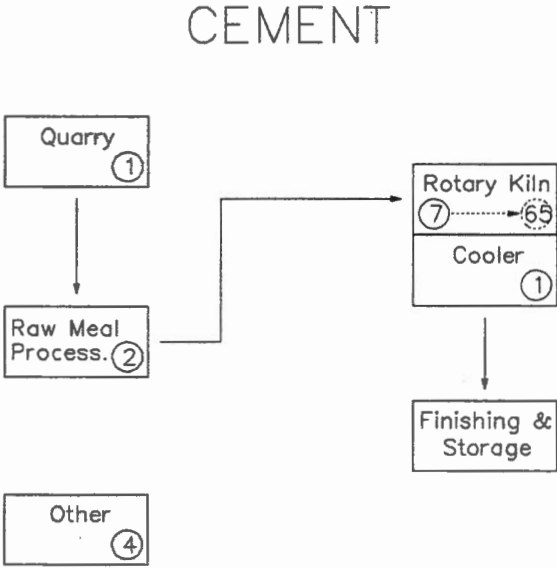 CEMENT
Quarry
1
Rotary Kiln
7 65
Cooler
1
Raw Meal
Process. 2
Finishing &
Storage
Other
4